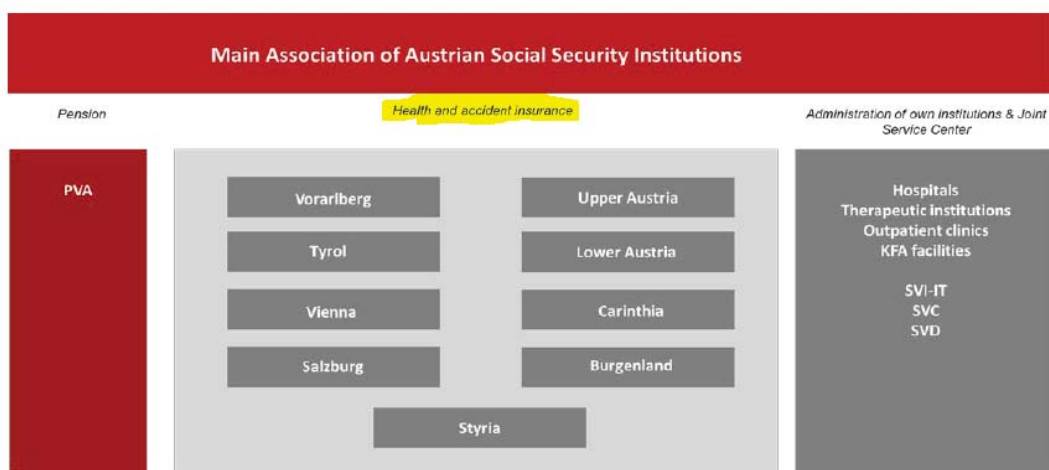 Main Association of Austrian Social Security Institutions
Pension
Health and accident insurance
Administration of own institutions & Joint
Service Center
PVA
Vorarlberg
Upper Austria
Tyrol
Lower Austria
Vienna
Carinthia
Salzburg
Burgenland
Styria
Hospitals
Therapeutic institutions
Outpatient clinics
KFA facilities
SVI-IT
SVC
SVD